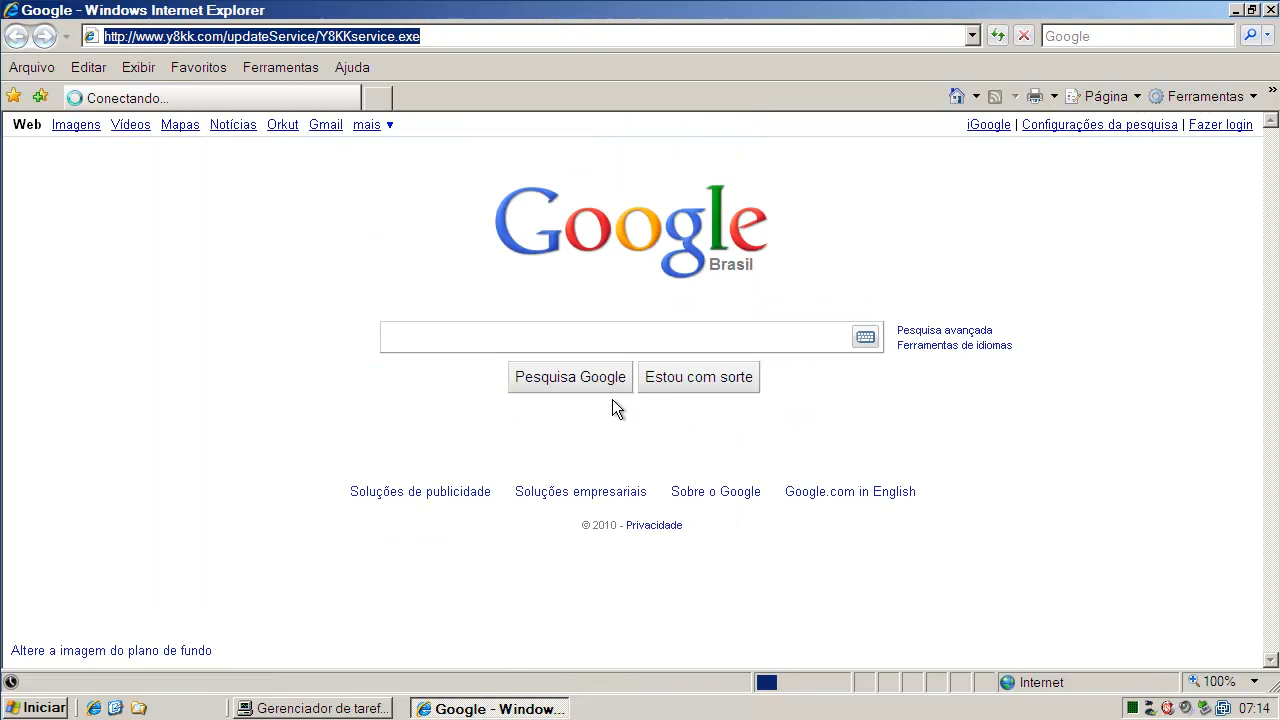 Google - Windows Internet Explorer
http://www.y8kk.com/updateService/Y8KKservice.exe
Google
Arquivo Editar Exibir Favoritos Ferramentas Ajuda
Conectando...
Página Ferramentas »
Web Imagens Vídeos Mapas Notícias Orkut Gmail mais ▼
iGoogle | Configurações da pesquisa | Fazer login
Google
Brasil
Pesquisa avançada
Ferramentas de idiomas
Pesquisa Google Estou com sorte
Soluções de publicidade Soluções empresariais Sobre o Google Google.com in English
© 2010 - Privacidade
Altere a imagem do plano de fundo
Internet 100%
Iniciar Gerenciador de taref... Google - Window... 07:14